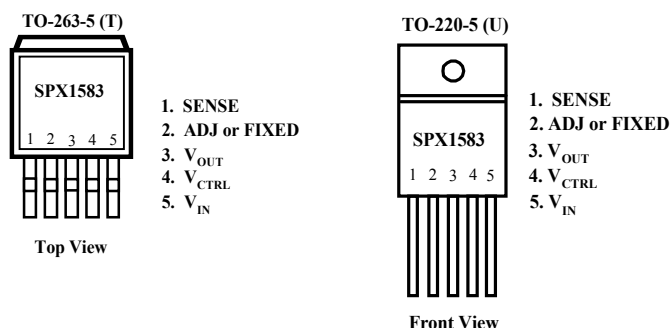 TO-263-5 (T)
SPX1583
1 2 3 4 5
1. SENSE
2. ADJ or FIXED
3. VOUT
4. VCTRL
5. VIN
Top View
TO-220-5 (U)
SPX1583
1 2 3 4 5
1. SENSE
2. ADJ or FIXED
3. VOUT
4. VCTRL
5. VIN
Front View